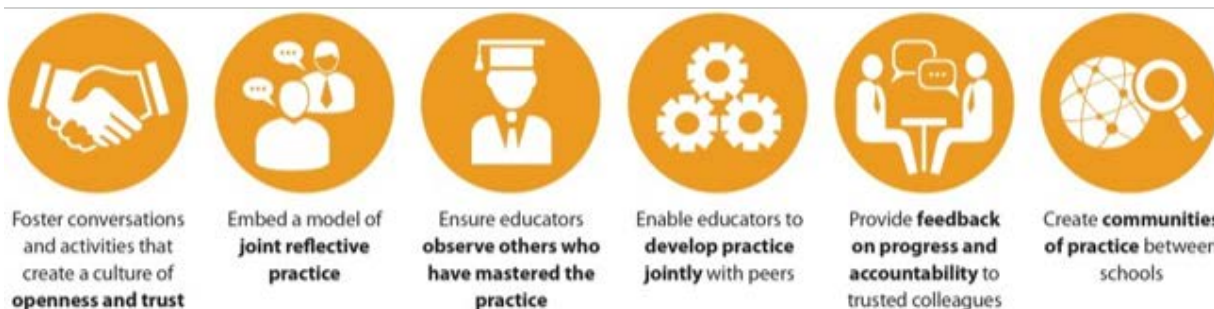 Foster conversations
and activities that
create a culture of
openness and trust
Embed a model of
joint reflective
practice
Ensure educators
observe others who
have mastered the
practice
Enable educators to
develop practice
jointly with peers
Provide feedback
on progress and
accountability to
trusted colleagues
Create communities
of practice between
schools